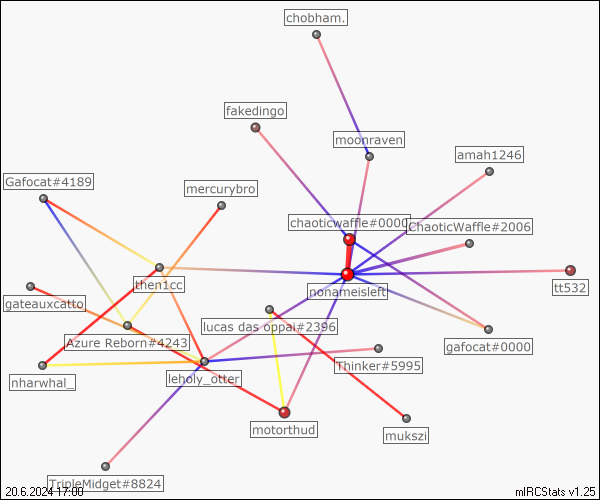 chobham.
fakedingo
moonraven
amah1246
Gafocat#4189
mercurybro
chaoticwaffle#0000
ChaoticWaffle#2006
then1cc
nonameisleft
tt532
gateauxcatto
lucas das oppai#2396
Azure Reborn#4243
gafocat#0000
Thinker#5995
leholy_otter
nharwhal_
motorthud
mukszi
TripleMidget#8824
20.6.2024 17:00
mIRCStats v1.25